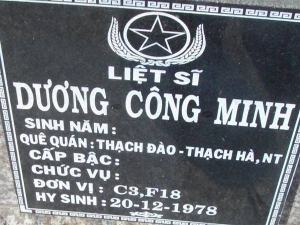 LIỆT SĨ
DƯƠNG CÔNG MINH
SINH NĂM :
QUÊ QUÁN : THẠCH ĐÀO - THẠCH HÀ, NT
CẤP BẬC :
CHỨC VỤ :
ĐƠN VỊ : C3,F18
HY SINH : 20-12-1978